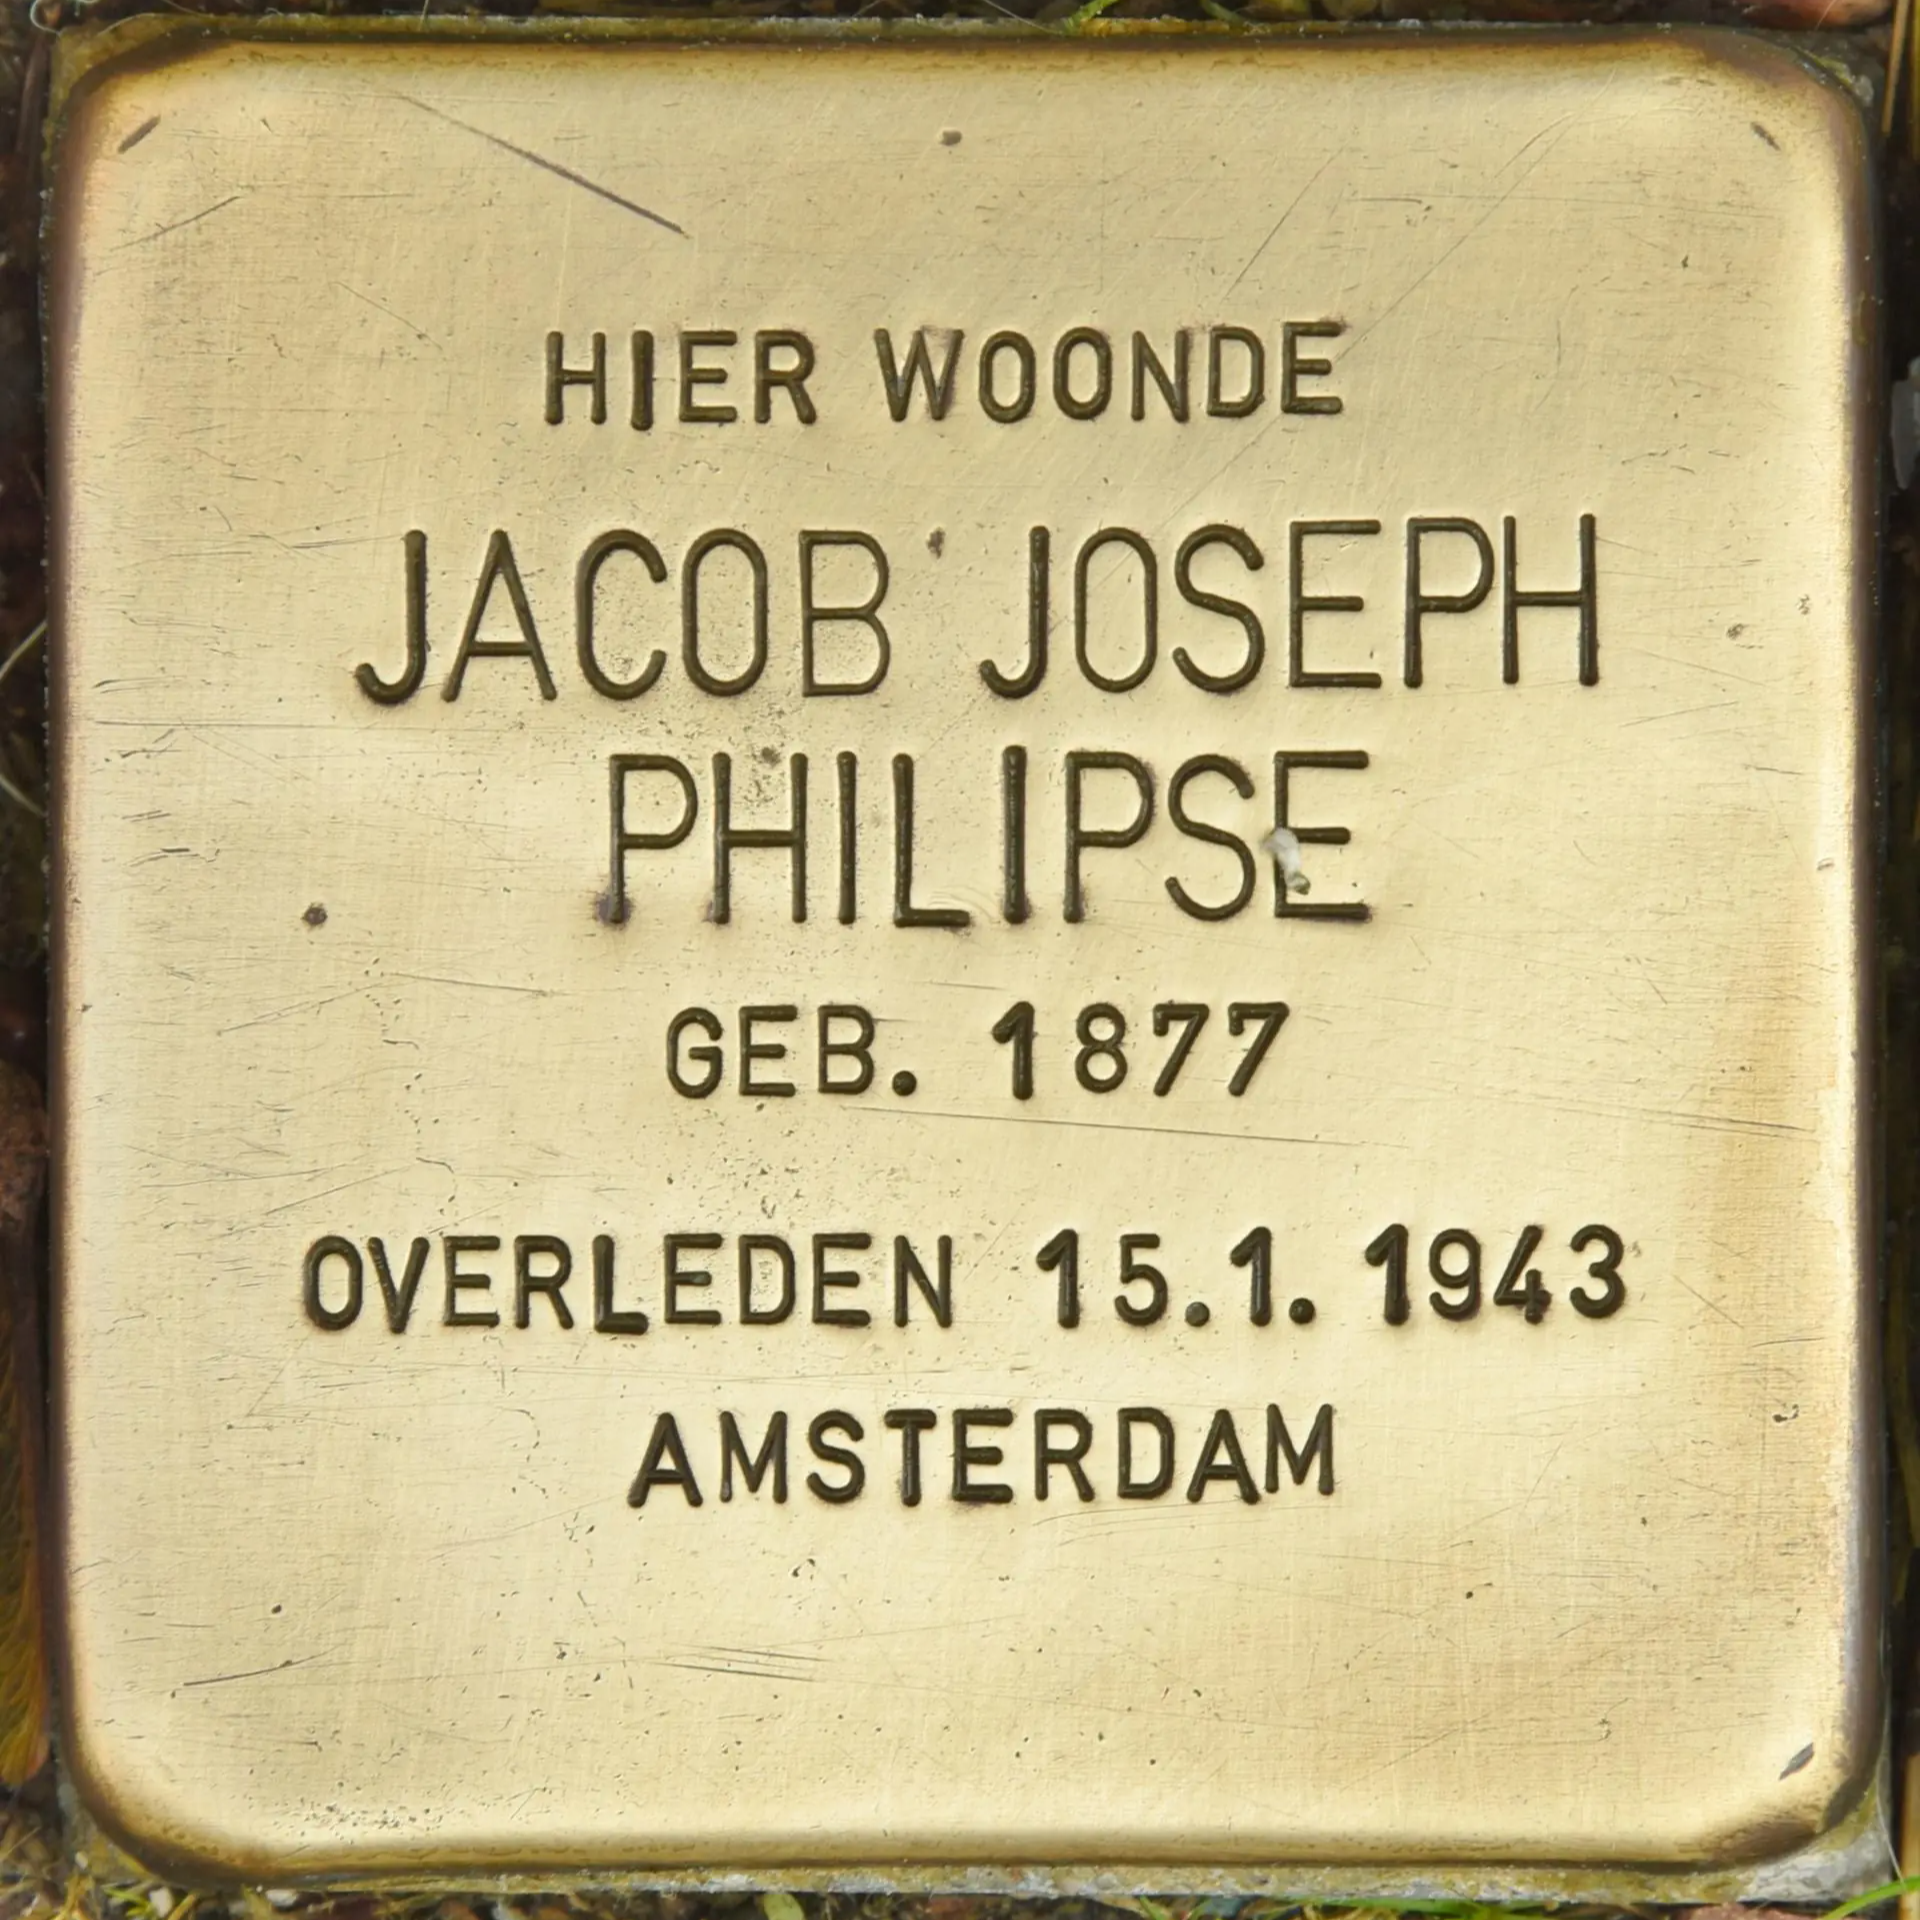 HIER WOONDE
JACOB JOSEPH
PHILIPSE
GEB. 1877
OVERLEDEN 15.1.1943
AMSTERDAM